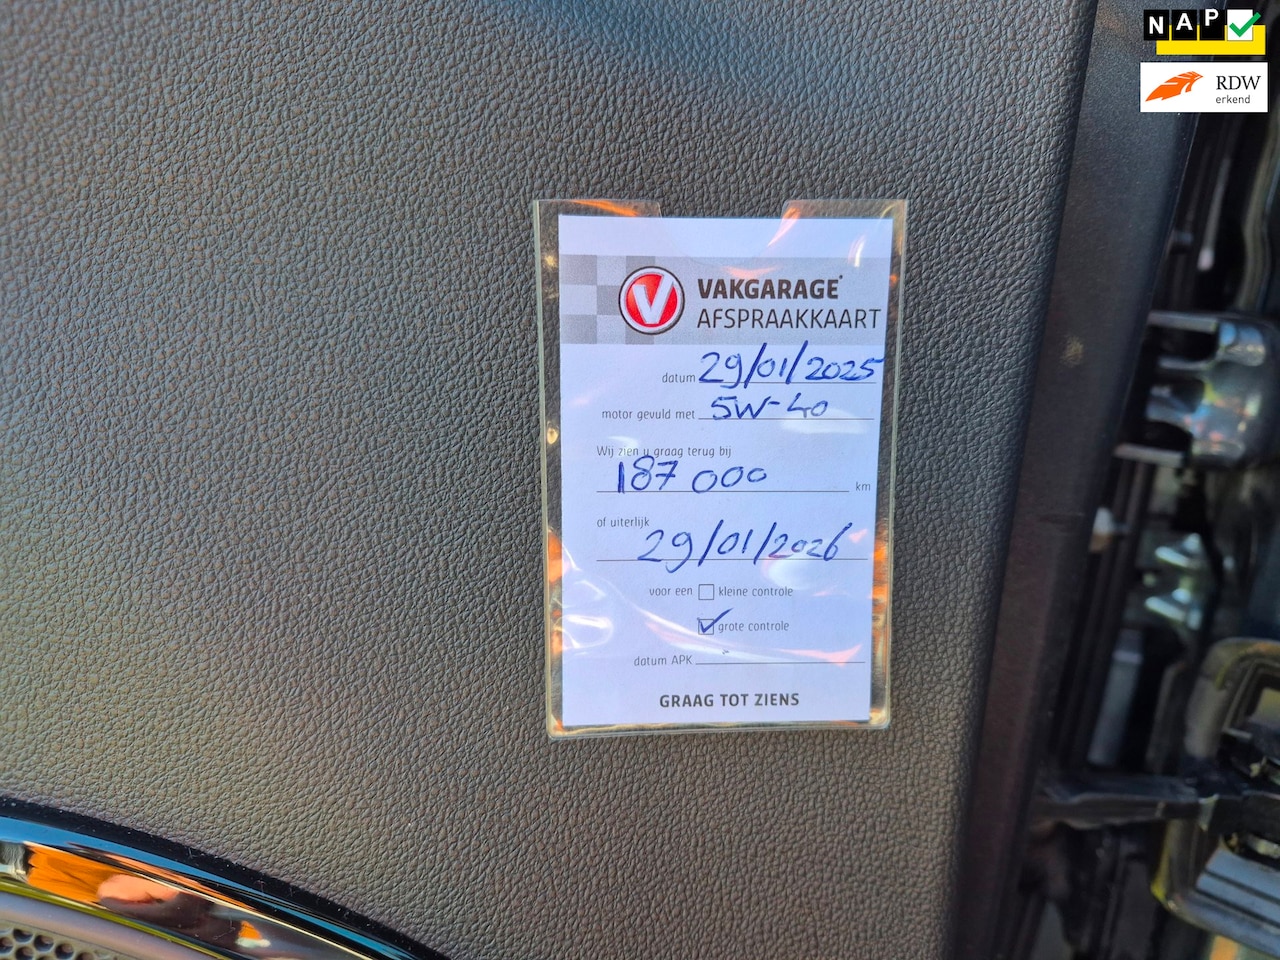 NAP
RDW
erkend
V VAKGARAGE
AFSPRAAKKAART
datum 29/01/2025
motor gevuld met 5W-40
Wij zien u graag terug bij
187 000 km
of uiterlijk
29/01/2026
voor een kleine controle
grote controle
datum APK
GRAAG TOT ZIENS